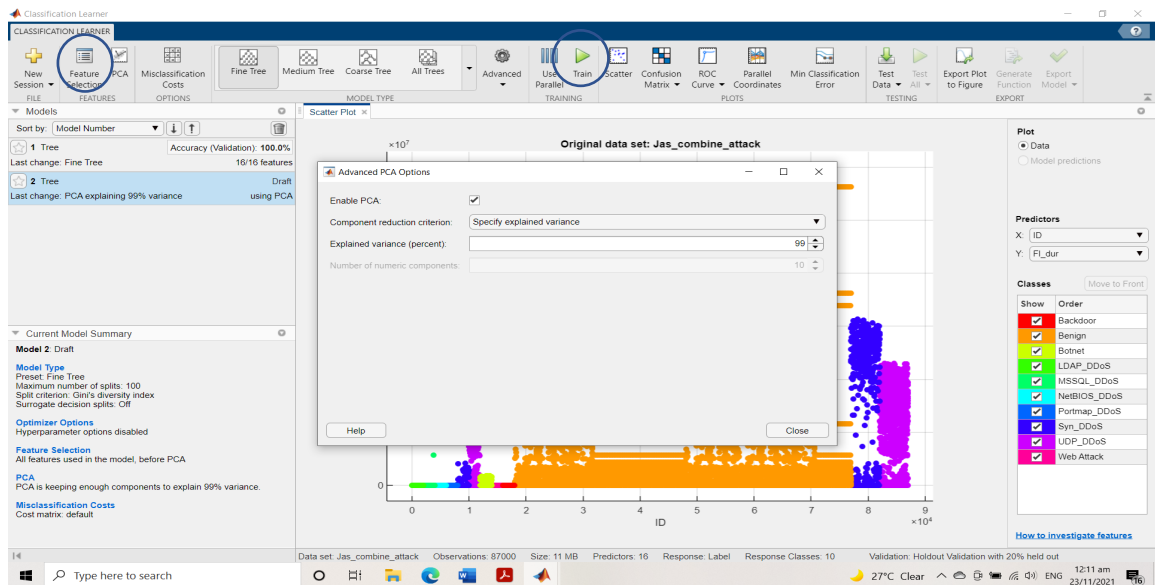 Classification Learner
CLASSIFICATION LEARNER
?
New Session
Feature Selection
PCA
Misclassification Costs
Fine Tree
Medium Tree
Coarse Tree
All Trees
Advanced
Use Parallel
Train
Scatter
Confusion Matrix
ROC Curve
Parallel Coordinates
Min Classification Error
Test Data
Test All
Export Plot to Figure
Generate Function
Export Model
FILE
FEATURES
OPTIONS
MODEL TYPE
TRAINING
PLOTS
TESTING
EXPORT
Models
Sort by: Model Number
1 Tree Accuracy (Validation): 100.0%
Last change: Fine Tree 16/16 features
2 Tree Draft
Last change: PCA explaining 99% variance using PCA
Current Model Summary
Model 2: Draft
Model Type
Preset: Fine Tree
Maximum number of splits: 100
Split criterion: Gini's diversity index
Surrogate decision splits: Off
Optimizer Options
Hyperparameter options disabled
Feature Selection
All features used in the model, before PCA
PCA
PCA is keeping enough components to explain 99% variance.
Misclassification Costs
Cost matrix: default
Scatter Plot
×10⁷
Original data set: Jas_combine_attack
Advanced PCA Options
Enable PCA:
Component reduction criterion: Specify explained variance
Explained variance (percent): 99
Number of numeric components: 10
Help
Close
0
0 1 2 3 4 5 6 7 8 9
ID
×10⁴
Plot
Data
Model predictions
Predictors
X: ID
Y: Fl_dur
Classes
Move to Front
Show Order
Backdoor
Benign
Botnet
LDAP_DDoS
MSSQL_DDoS
NetBIOS_DDoS
Portmap_DDoS
Syn_DDoS
UDP_DDoS
Web Attack
How to investigate features
Data set: Jas_combine_attack Observations: 87000 Size: 11 MB Predictors: 16 Response: Label Response Classes: 10 Validation: Holdout Validation with 20% held out
Type here to search
27°C Clear
ENG
12:11 am
23/11/2021
16